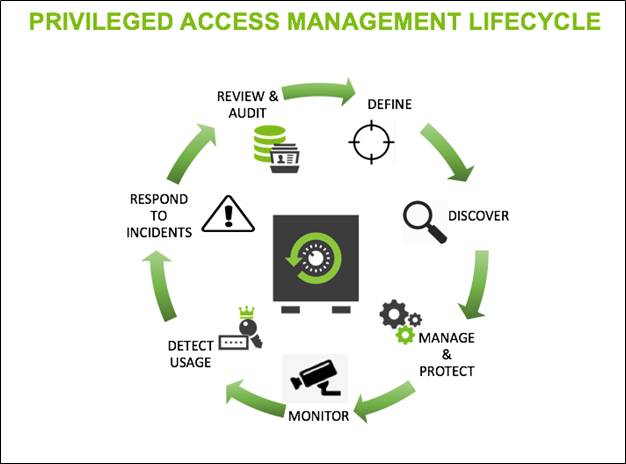 PRIVILEGED ACCESS MANAGEMENT LIFECYCLE
REVIEW &
AUDIT
DEFINE
DISCOVER
MANAGE
&
PROTECT
MONITOR
DETECT
USAGE
RESPOND
TO
INCIDENTS